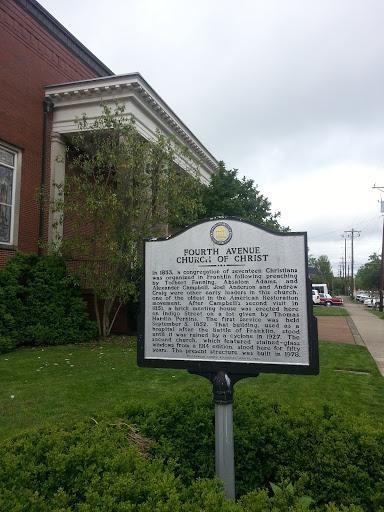 FOURTH AVENUE
CHURCH OF CHRIST
In 1833, a congregation of seventeen Christians
was organized in Franklin following preaching
by Tolbert Fanning, Absalom Adams, and
Alexander Campbell. Joel Anderson and Andrew
Craig were other early leaders in this church,
one of the oldest in the American Restoration
movement. After Campbell's second visit in
1851, a brick meeting house was erected here
on Indigo Street on a lot given by Thomas
Hardin Perkins. The first service was held
September 5, 1852. That building, used as a
hospital after the Battle of Franklin, stood
until it was ruined by a cyclone in 1927. The
second church, which featured stained-glass
windows from a 1914 edition, stood here for fifty
years. The present structure was built in 1978.